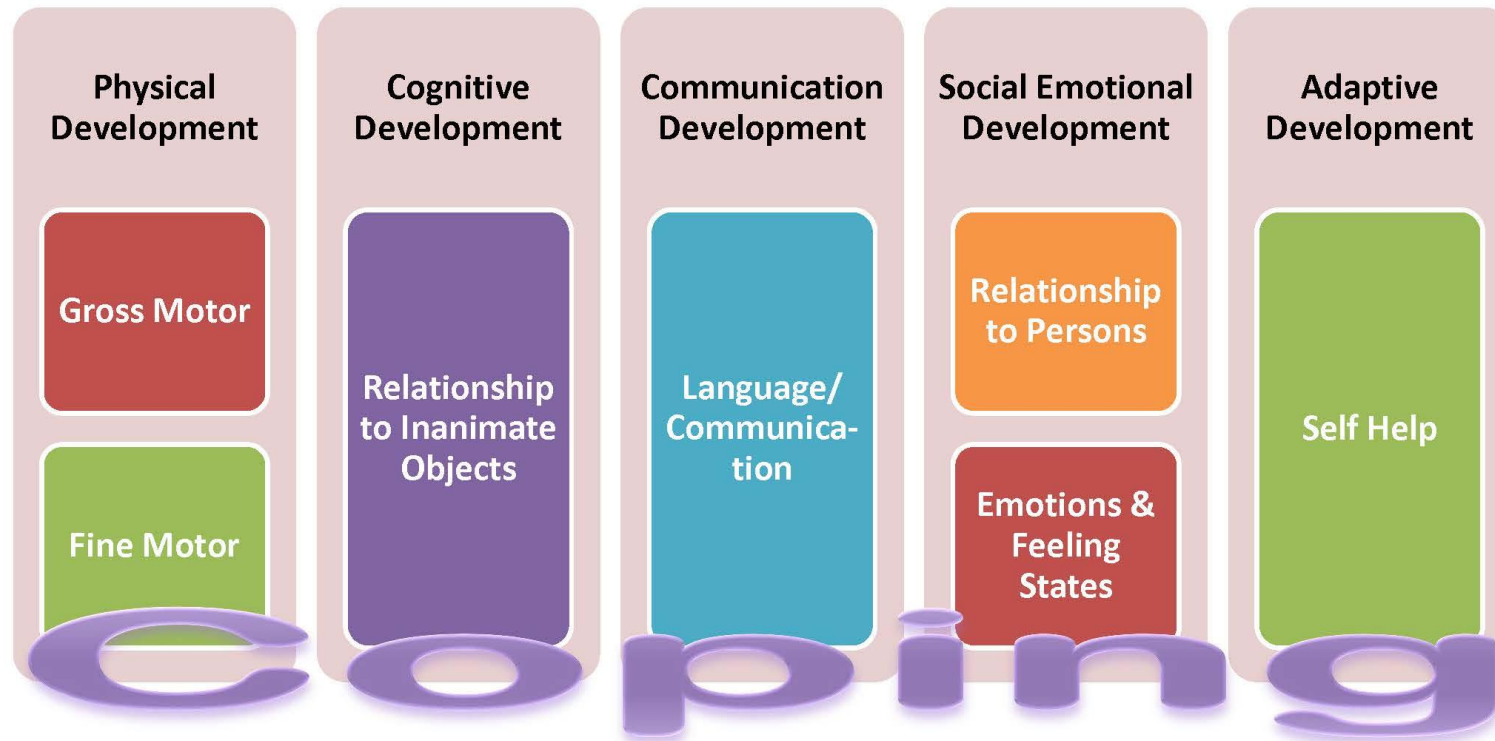 Physical
Development
Gross Motor
Fine Motor
Cognitive
Development
Relationship
to Inanimate
Objects
Communication
Development
Language/
Communica-
tion
Social Emotional
Development
Relationship
to Persons
Emotions &
Feeling
States
Adaptive
Development
Self Help
Coping